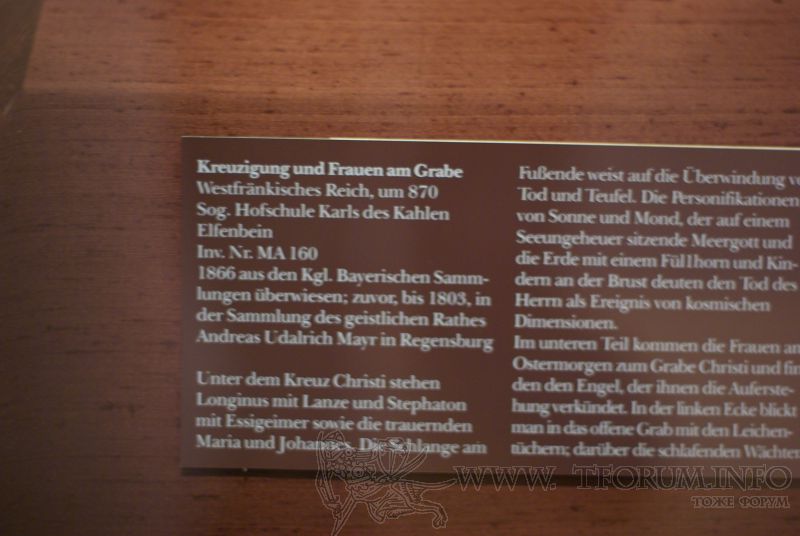 Kreuzigung und Frauen am Grabe
Westfränkisches Reich, um 870
Sog. Hofschule Karls des Kahlen
Elfenbein
Inv. Nr. MA 160
1866 aus den Kgl. Bayerischen Samm-
lungen überwiesen; zuvor, bis 1803, in
der Sammlung des geistlichen Rathes
Andreas Udalrich Mayr in Regensburg
Unter dem Kreuz Christi stehen
Longinus mit Lanze und Stephaton
mit Essigeimer sowie die trauernden
Maria und Johannes. Die Schlange am
Fußende weist auf die Überwindung
Tod und Teufel. Die Personifikationen
von Sonne und Mond, der auf einem
Seeungeheuer sitzende Meergott und
die Erde mit einem Füllhorn und Kin-
dern an der Brust deuten den Tod des
Herrn als Ereignis von kosmischen
Dimensionen.
Im unteren Teil kommen die Frauen am
Ostermorgen zum Grabe Christi und fin
den den Engel, der ihnen die Auferste-
hung verkündet. In der linken Ecke blickt
man in das offene Grab mit den Leichen-
tüchern; darüber die schlafenden Wächter
WWW. TFORUM.INFO
ТОЖЕ ФОРУМ